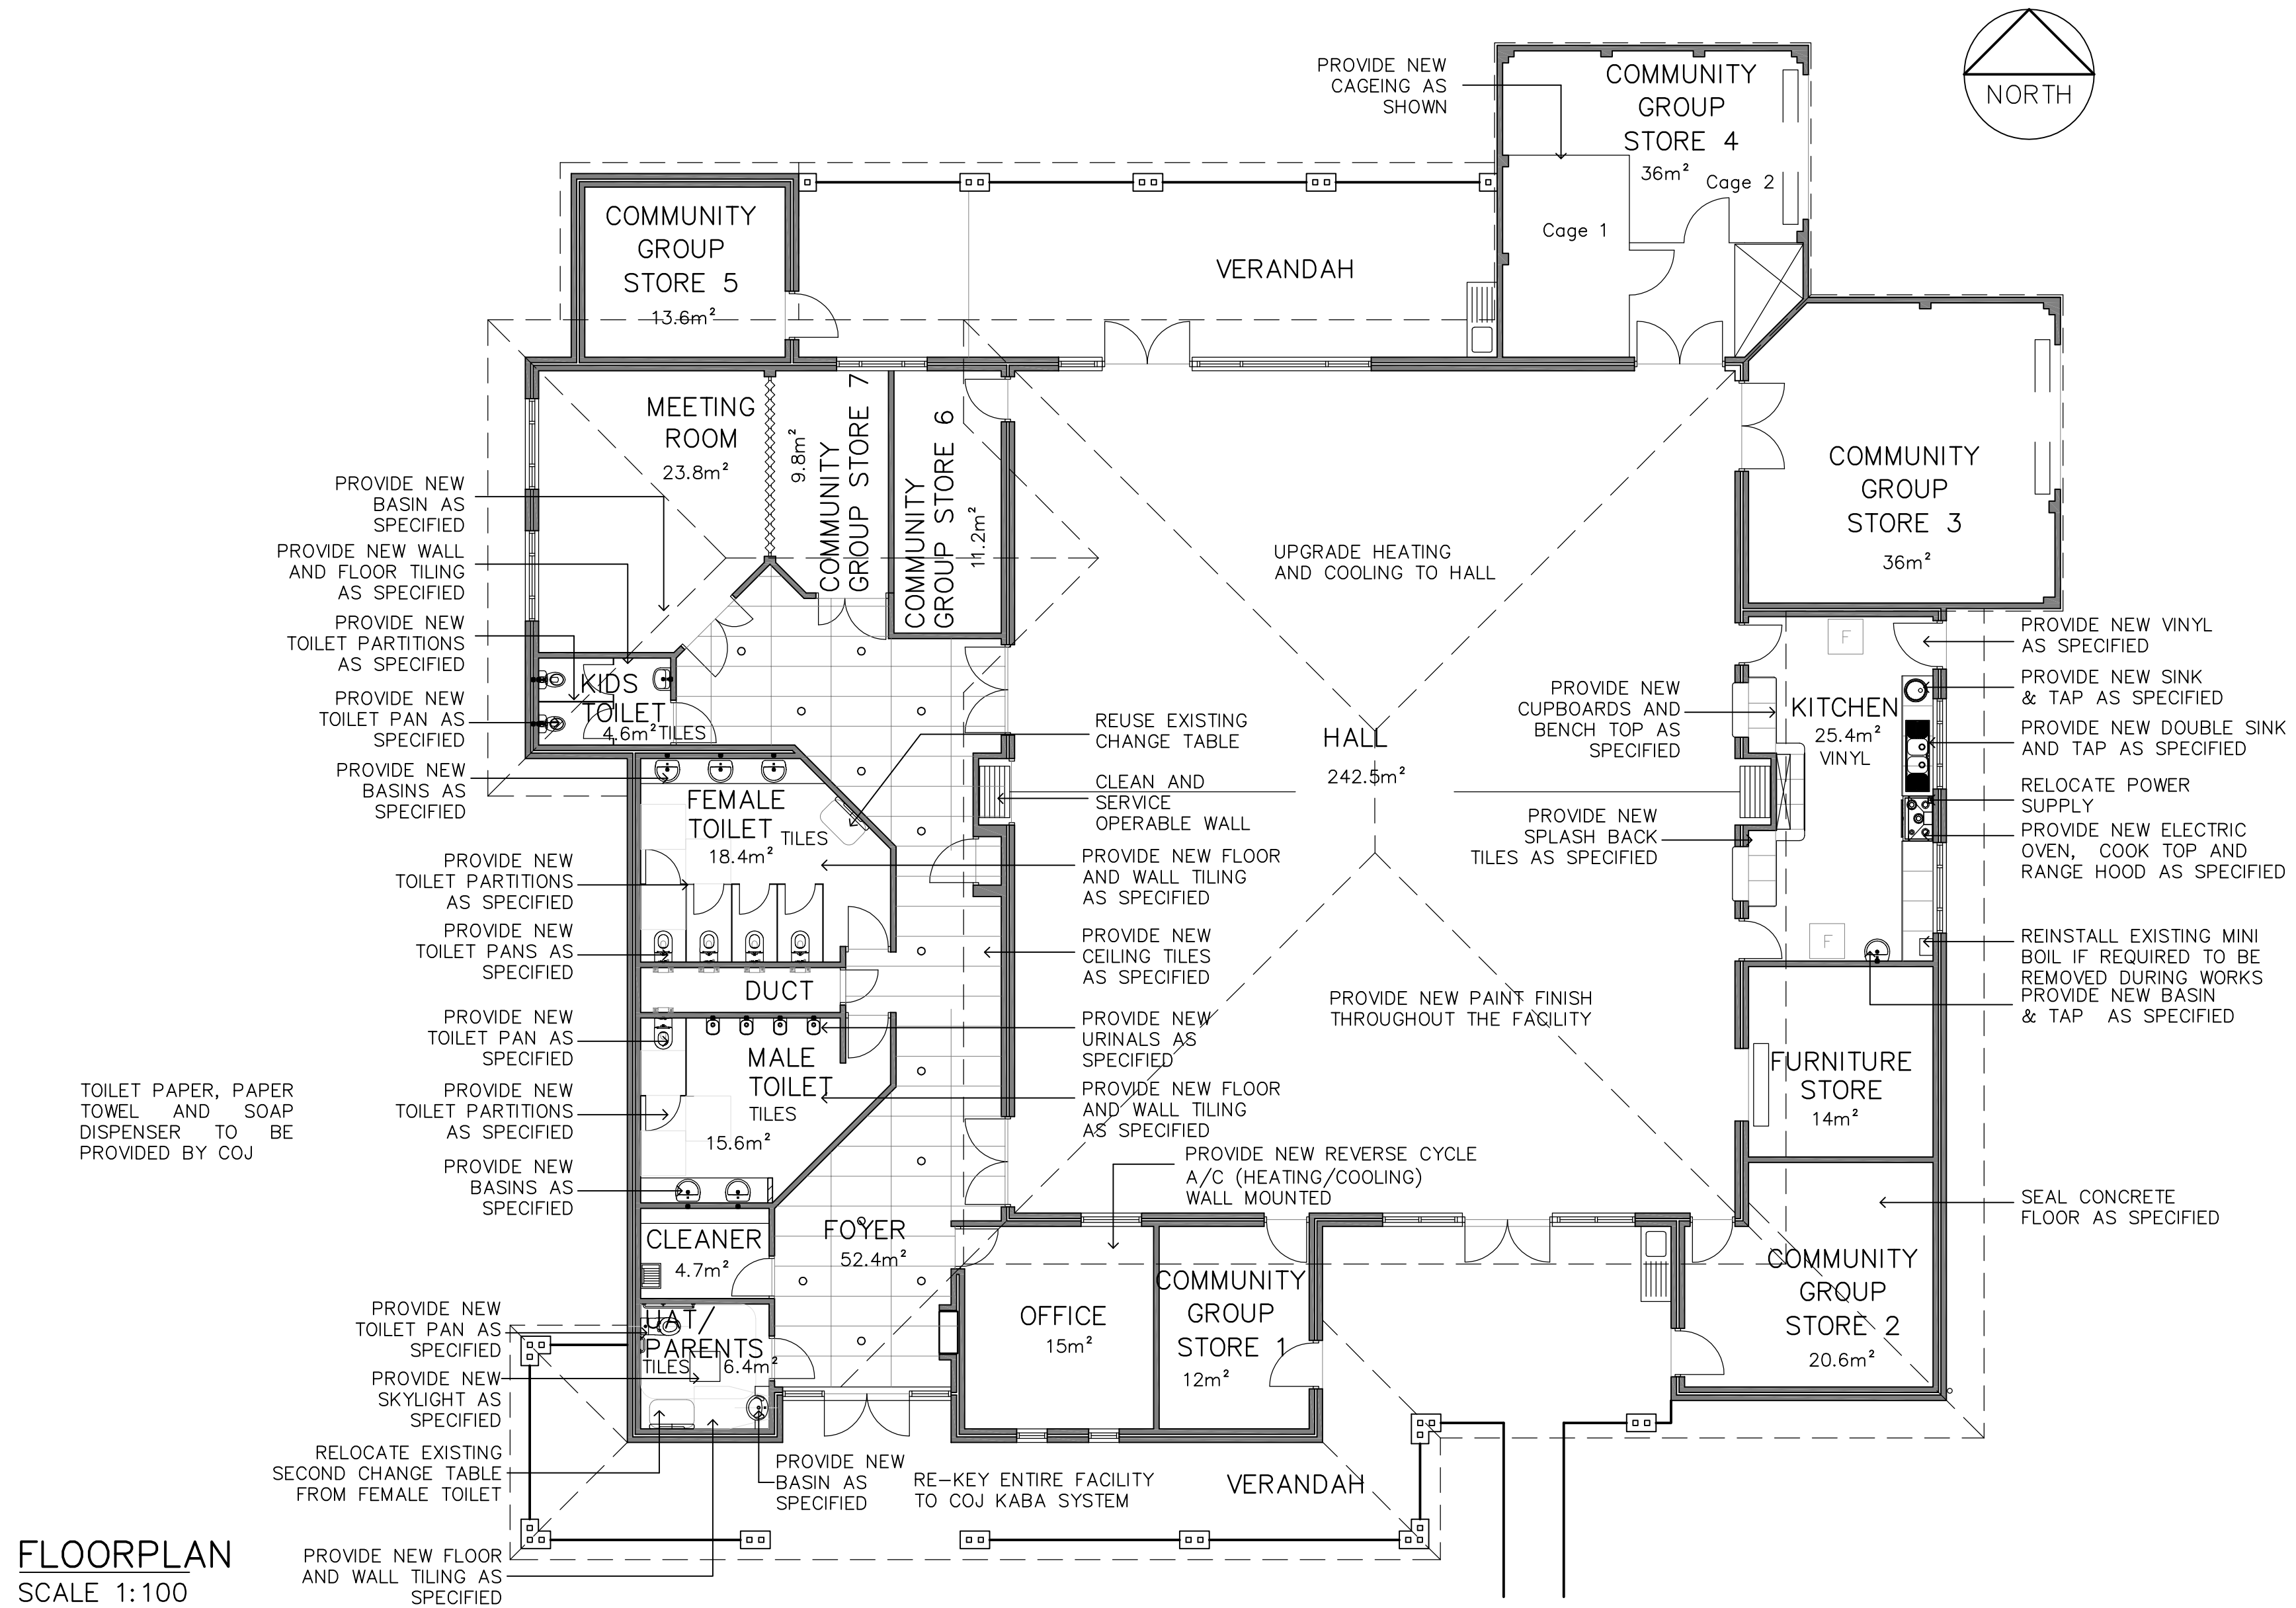 NORTH
PROVIDE NEW
CAGEING AS
SHOWN
COMMUNITY
GROUP
STORE 4
36m²
Cage 2
Cage 1
COMMUNITY
GROUP
STORE 5
13.6m²
VERANDAH
MEETING
ROOM
23.8m²
COMMUNITY
GROUP STORE 7
9.8m²
COMMUNITY
GROUP STORE 6
11.2m²
COMMUNITY
GROUP
STORE 3
36m²
PROVIDE NEW
BASIN AS
SPECIFIED
PROVIDE NEW WALL
AND FLOOR TILING
AS SPECIFIED
PROVIDE NEW
TOILET PARTITIONS
AS SPECIFIED
PROVIDE NEW
TOILET PAN AS
SPECIFIED
PROVIDE NEW
BASINS AS
SPECIFIED
UPGRADE HEATING
AND COOLING TO HALL
KIDS
TOILET
4.6m² TILES
F
PROVIDE NEW VINYL
AS SPECIFIED
PROVIDE NEW SINK
& TAP AS SPECIFIED
PROVIDE NEW DOUBLE SINK
AND TAP AS SPECIFIED
RELOCATE POWER
SUPPLY
PROVIDE NEW ELECTRIC
OVEN, COOK TOP AND
RANGE HOOD AS SPECIFIED
REINSTALL EXISTING MINI
BOIL IF REQUIRED TO BE
REMOVED DURING WORKS
PROVIDE NEW BASIN
& TAP AS SPECIFIED
PROVIDE NEW
CUPBOARDS AND
BENCH TOP AS
SPECIFIED
KITCHEN
25.4m²
VINYL
PROVIDE NEW
SPLASH BACK
TILES AS SPECIFIED
F
HALL
242.5m²
REUSE EXISTING
CHANGE TABLE
CLEAN AND
SERVICE
OPERABLE WALL
PROVIDE NEW FLOOR
AND WALL TILING
AS SPECIFIED
PROVIDE NEW
CEILING TILES
AS SPECIFIED
PROVIDE NEW
URINALS AS
SPECIFIED
PROVIDE NEW FLOOR
AND WALL TILING
AS SPECIFIED
PROVIDE NEW REVERSE CYCLE
A/C (HEATING/COOLING)
WALL MOUNTED
PROVIDE NEW PAINT FINISH
THROUGHOUT THE FACILITY
FEMALE
TOILET
TILES
18.4m²
PROVIDE NEW
TOILET PARTITIONS
AS SPECIFIED
PROVIDE NEW
TOILET PANS AS
SPECIFIED
DUCT
PROVIDE NEW
TOILET PAN AS
SPECIFIED
PROVIDE NEW
TOILET PARTITIONS
AS SPECIFIED
PROVIDE NEW
BASINS AS
SPECIFIED
MALE
TOILET
TILES
15.6m²
TOILET PAPER, PAPER
TOWEL AND SOAP
DISPENSER TO BE
PROVIDED BY COJ
FURNITURE
STORE
14m²
SEAL CONCRETE
FLOOR AS SPECIFIED
CLEANER
4.7m²
FOYER
52.4m²
OFFICE
15m²
COMMUNITY
GROUP
STORE 1
12m²
COMMUNITY
GROUP
STORE 2
20.6m²
UAT/
PARENTS
TILES 6.4m²
PROVIDE NEW
TOILET PAN AS
SPECIFIED
PROVIDE NEW
SKYLIGHT AS
SPECIFIED
RELOCATE EXISTING
SECOND CHANGE TABLE
FROM FEMALE TOILET
PROVIDE NEW FLOOR
AND WALL TILING AS
SPECIFIED
PROVIDE NEW
BASIN AS
SPECIFIED
RE-KEY ENTIRE FACILITY
TO COJ KABA SYSTEM
VERANDAH
FLOORPLAN
SCALE 1:100